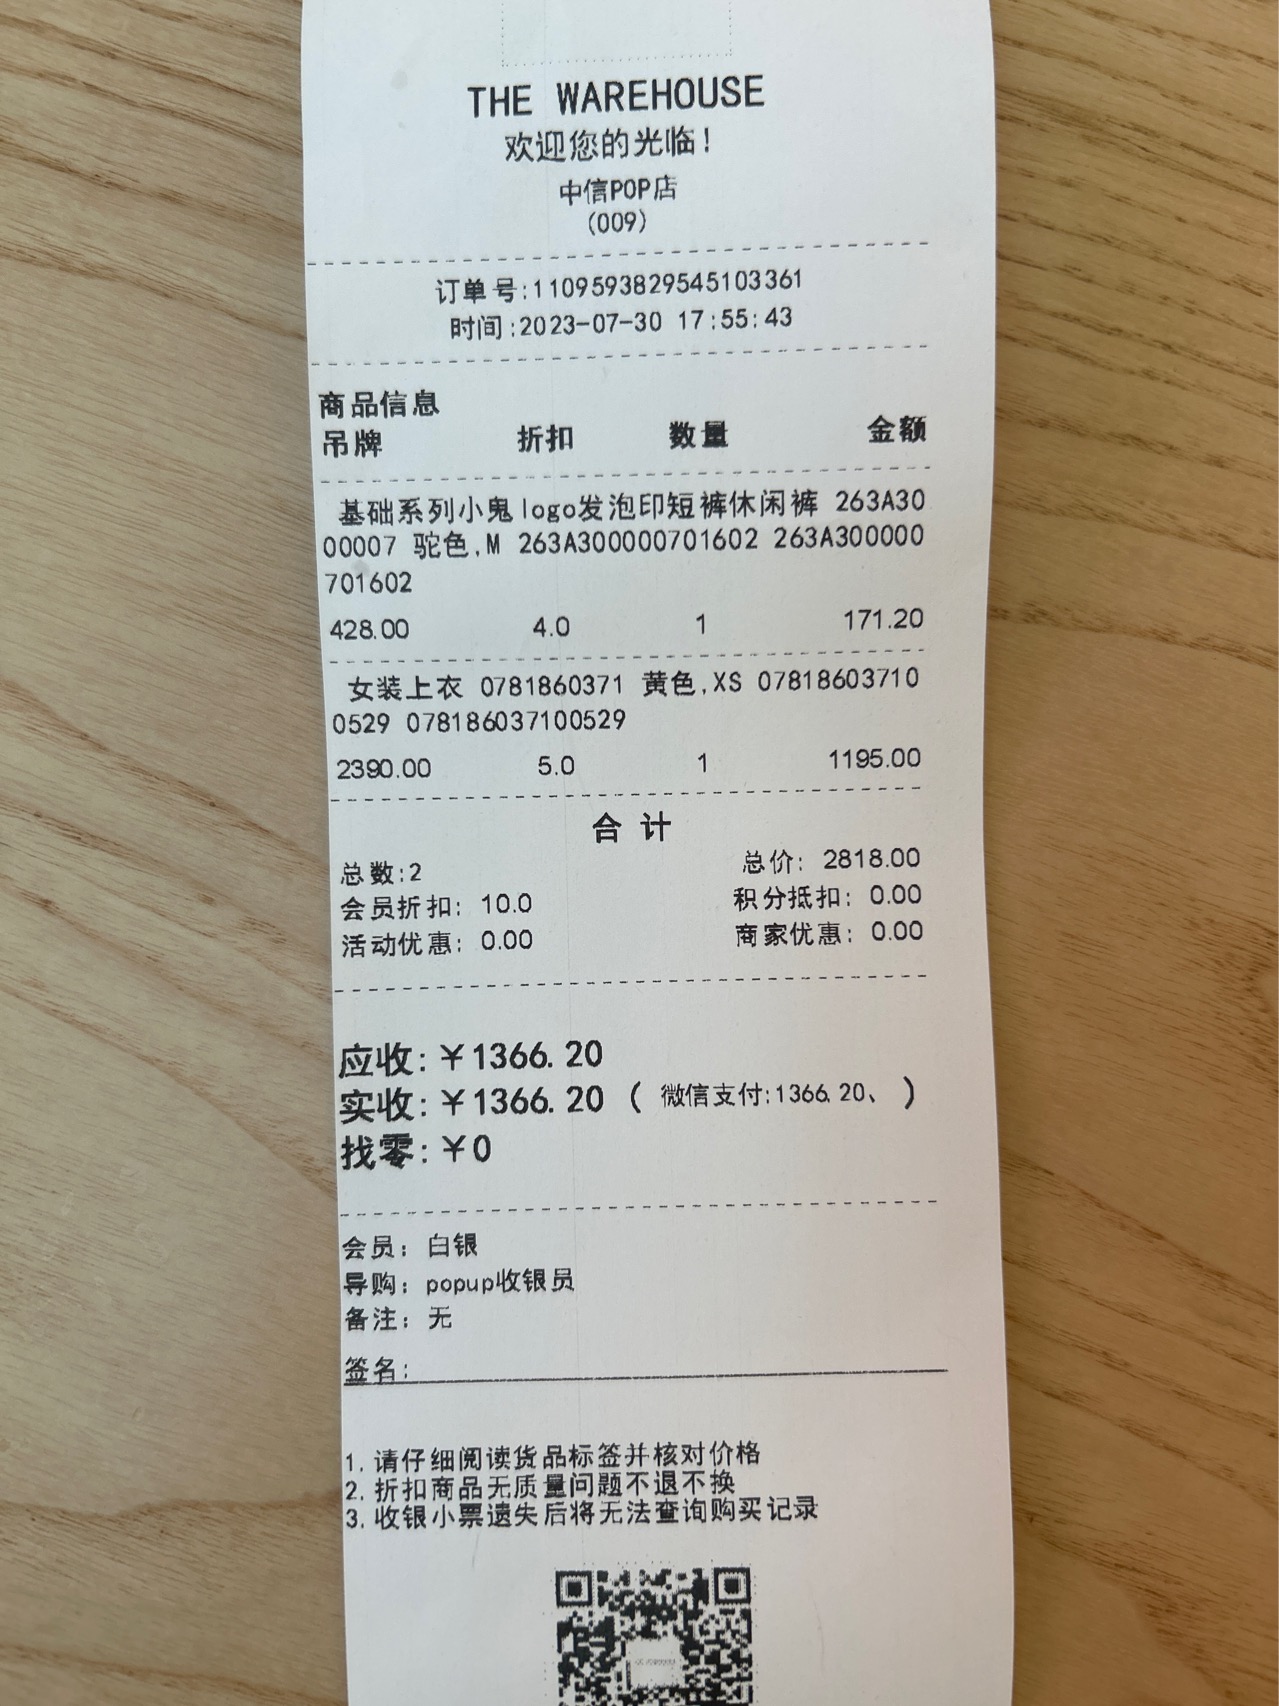 THE WAREHOUSE
欢迎您的光临!
中信POP店
(009)
订单号:1109593829545103361
时间:2023-07-30 17:55:43
商品信息
吊牌 折扣 数量 金额
基础系列小鬼logo发泡印短裤休闲裤 263A30
00007 驼色,M 263A300000701602 263A300000
701602
428.00 4.0 1 171.20
女装上衣 0781860371 黄色,XS 07818603710
0529 078186037100529
2390.00 5.0 1 1195.00
合 计
总数:2 总价: 2818.00
会员折扣: 10.0 积分抵扣: 0.00
活动优惠: 0.00 商家优惠: 0.00
应收:￥1366.20
实收:￥1366.20 ( 微信支付:1366.20、 )
找零:￥0
会员: 白银
导购: popup收银员
备注: 无
签名:
1. 请仔细阅读货品标签并核对价格
2. 折扣商品无质量问题不退不换
3. 收银小票遗失后将无法查询购买记录